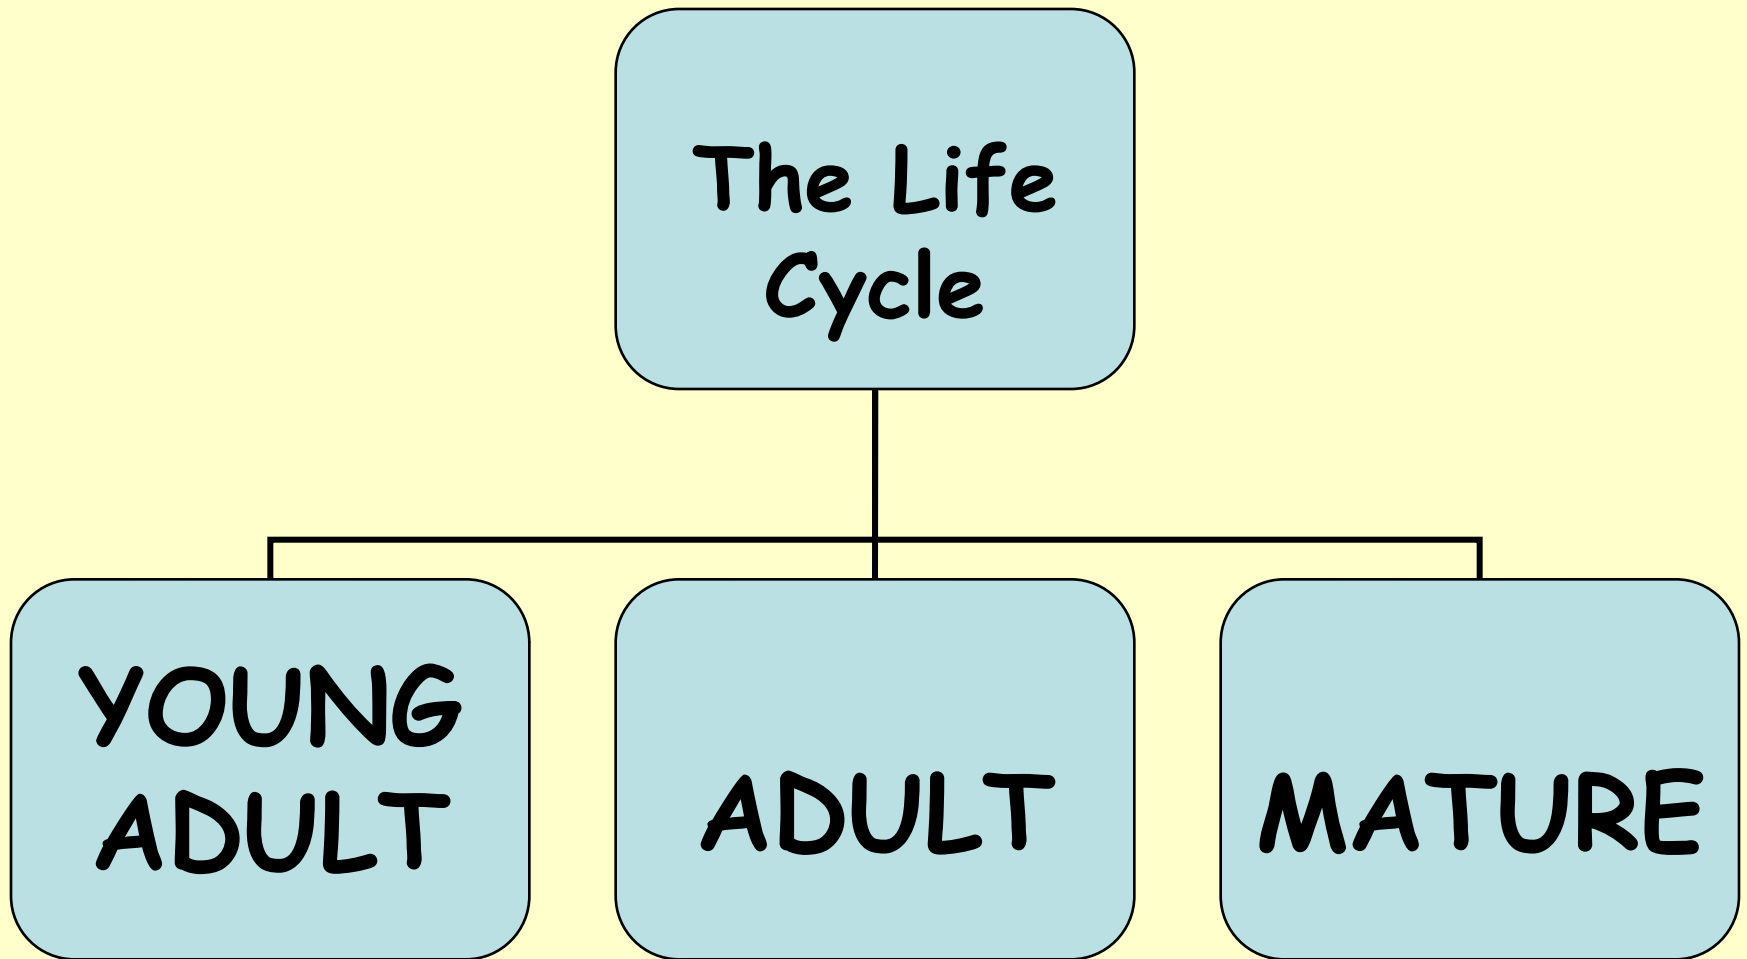 The Life
Cycle
YOUNG
ADULT
ADULT
MATURE